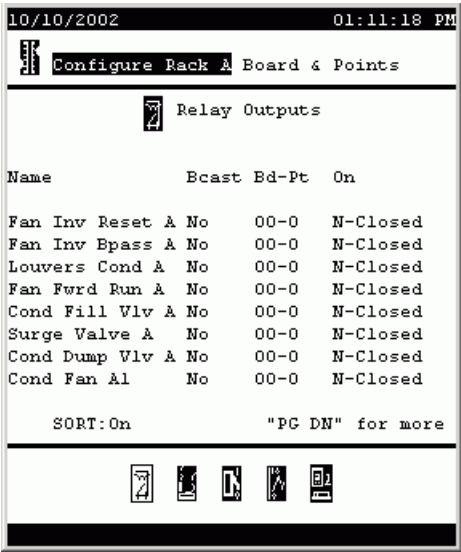 10/10/2002 01:11:18 PM
Configure Rack A Board & Points
Relay Outputs
Name Bcast Bd-Pt On
Fan Inv Reset A No 00-0 N-Closed
Fan Inv Bpass A No 00-0 N-Closed
Louvers Cond A No 00-0 N-Closed
Fan Fwrd Run A No 00-0 N-Closed
Cond Fill Vlv A No 00-0 N-Closed
Surge Valve A No 00-0 N-Closed
Cond Dump Vlv A No 00-0 N-Closed
Cond Fan A1 No 00-0 N-Closed
SORT:On "PG DN" for more